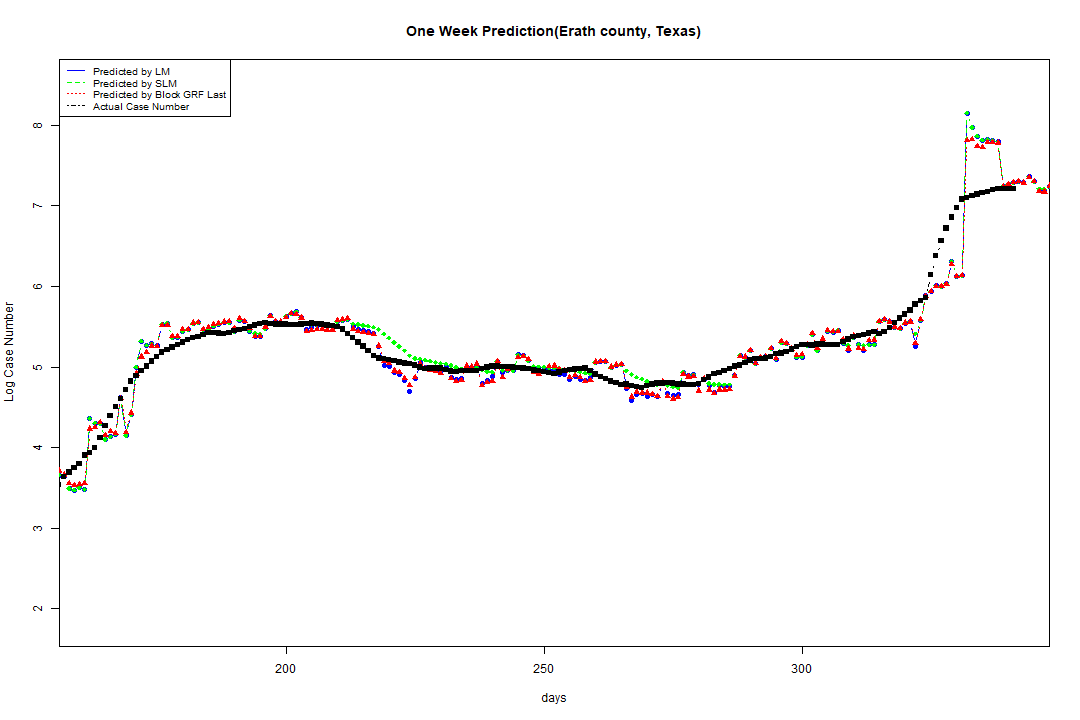 One Week Prediction(Erath county, Texas)
Predicted by LM
Predicted by SLM
Predicted by Block GRF Last
Actual Case Number
8
7
6
5
4
3
2
Log Case Number
200 250 300
days